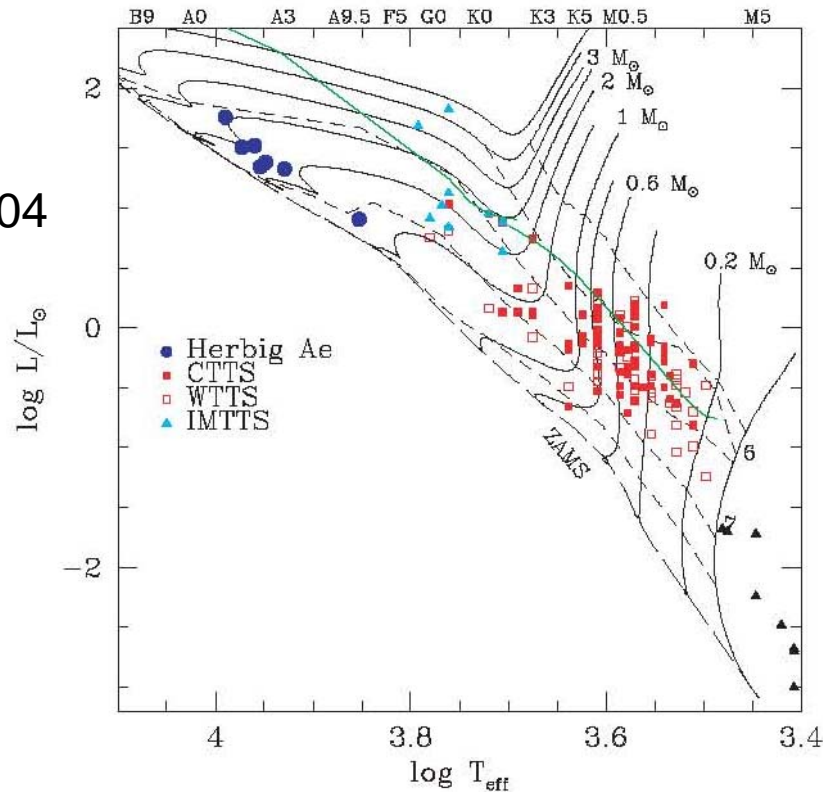 B9 A0 A3 A9.5 F5 G0 K0 K3 K5 M0.5 M5
3 M⊙
2 M⊙
1 M⊙
0.6 M⊙
0.2 M⊙
04
2
0
−2
log L/L⊙
Herbig Ae
CTTS
WTTS
IMTTS
ZAMS
6
7
4 3.8 3.6 3.4
log Teff